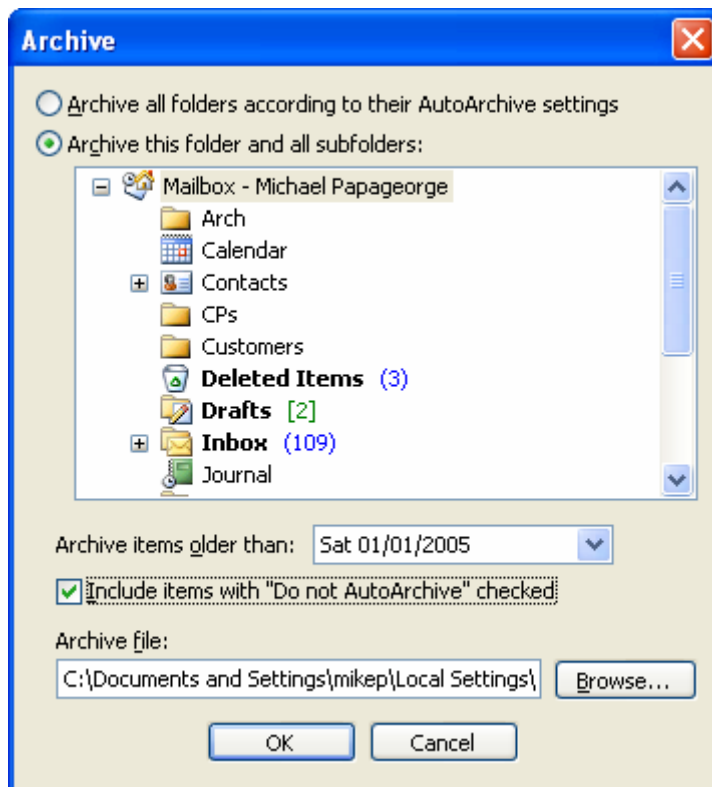 Archive
Archive all folders according to their AutoArchive settings
Archive this folder and all subfolders:
Mailbox - Michael Papageorge
Arch
Calendar
Contacts
CPs
Customers
Deleted Items (3)
Drafts [2]
Inbox (109)
Journal
Archive items older than: Sat 01/01/2005
Include items with "Do not AutoArchive" checked
Archive file:
C:\Documents and Settings\mikep\Local Settings\ Browse...
OK Cancel